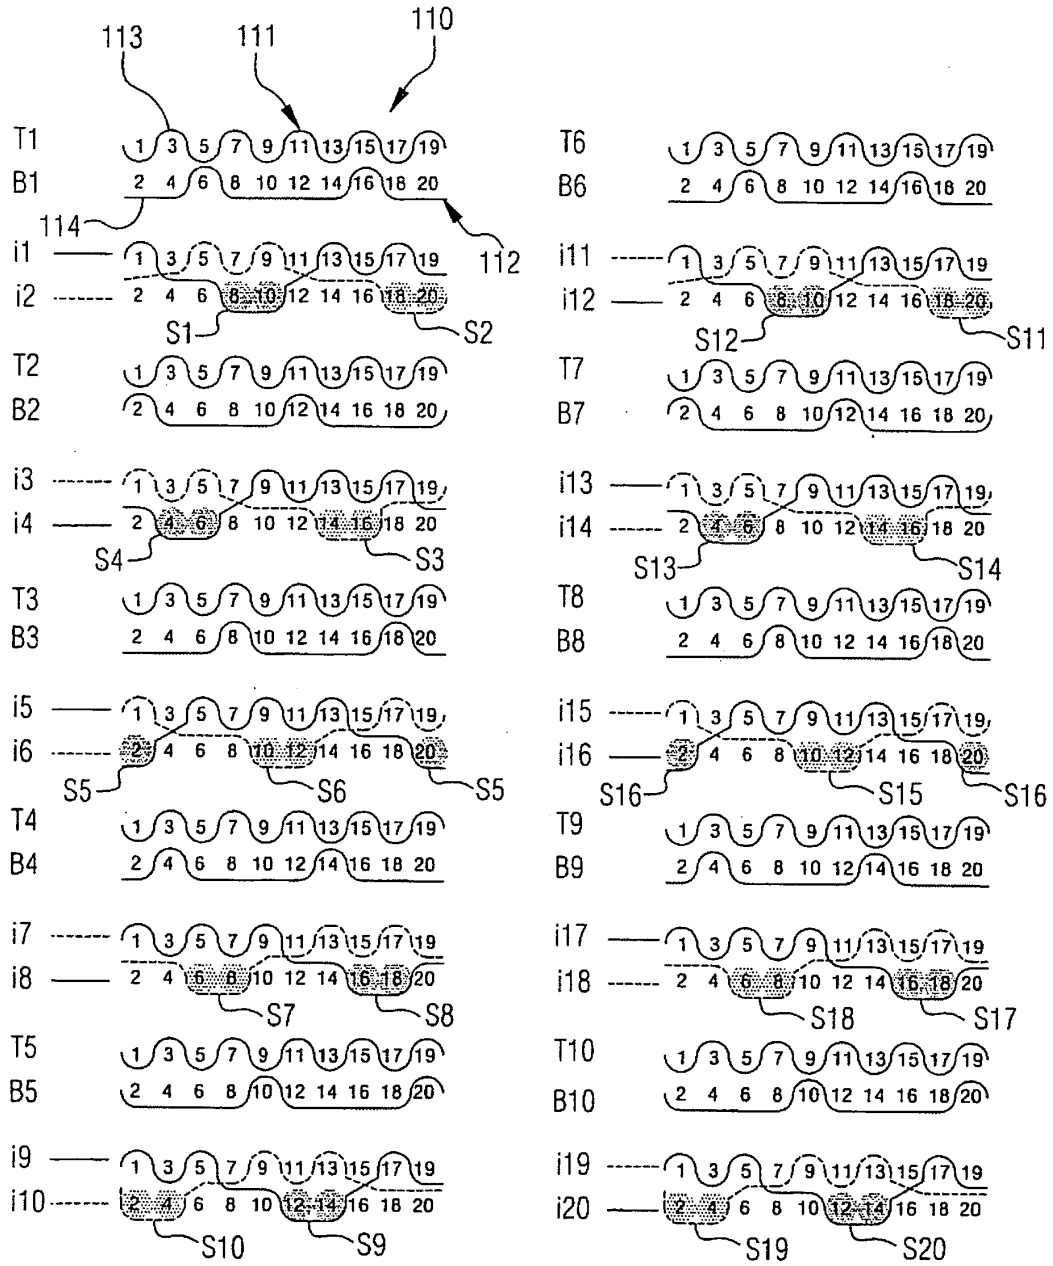 113 111 110
T1 1 3 5 7 9 11 13 15 17 19
B1 2 4 6 8 10 12 14 16 18 20
114 112
i1 1 3 5 7 9 11 13 15 17 19
i2 2 4 6 8 10 12 14 16 18 20
S1 S2
T2 1 3 5 7 9 11 13 15 17 19
B2 2 4 6 8 10 12 14 16 18 20
i3 1 3 5 7 9 11 13 15 17 19
i4 2 4 6 8 10 12 14 16 18 20
S4 S3
T3 1 3 5 7 9 11 13 15 17 19
B3 2 4 6 8 10 12 14 16 18 20
i5 1 3 5 7 9 11 13 15 17 19
i6 2 4 6 8 10 12 14 16 18 20
S5 S6 S5
T4 1 3 5 7 9 11 13 15 17 19
B4 2 4 6 8 10 12 14 16 18 20
i7 1 3 5 7 9 11 13 15 17 19
i8 2 4 6 8 10 12 14 16 18 20
S7 S8
T5 1 3 5 7 9 11 13 15 17 19
B5 2 4 6 8 10 12 14 16 18 20
i9 1 3 5 7 9 11 13 15 17 19
i10 2 4 6 8 10 12 14 16 18 20
S10 S9
T6 1 3 5 7 9 11 13 15 17 19
B6 2 4 6 8 10 12 14 16 18 20
i11 1 3 5 7 9 11 13 15 17 19
i12 2 4 6 8 10 12 14 16 18 20
S12 S11
T7 1 3 5 7 9 11 13 15 17 19
B7 2 4 6 8 10 12 14 16 18 20
i13 1 3 5 7 9 11 13 15 17 19
i14 2 4 6 8 10 12 14 16 18 20
S13 S14
T8 1 3 5 7 9 11 13 15 17 19
B8 2 4 6 8 10 12 14 16 18 20
i15 1 3 5 7 9 11 13 15 17 19
i16 2 4 6 8 10 12 14 16 18 20
S16 S15 S16
T9 1 3 5 7 9 11 13 15 17 19
B9 2 4 6 8 10 12 14 16 18 20
i17 1 3 5 7 9 11 13 15 17 19
i18 2 4 6 8 10 12 14 16 18 20
S18 S17
T10 1 3 5 7 9 11 13 15 17 19
B10 2 4 6 8 10 12 14 16 18 20
i19 1 3 5 7 9 11 13 15 17 19
i20 2 4 6 8 10 12 14 16 18 20
S19 S20